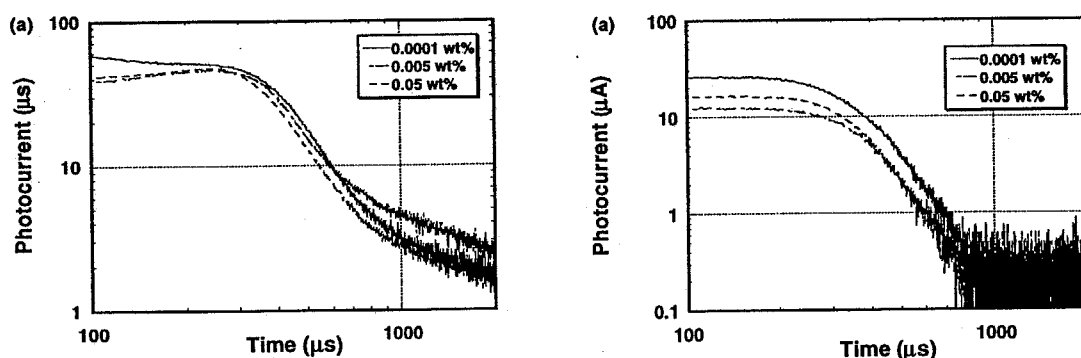 (a)
100
10
1
Photocurrent (μs)
0.0001 wt%
0.005 wt%
0.05 wt%
100
1000
Time (μs)
(a)
100
10
1
0.1
Photocurrent (μA)
0.0001 wt%
0.005 wt%
0.05 wt%
100
1000
Time (μs)